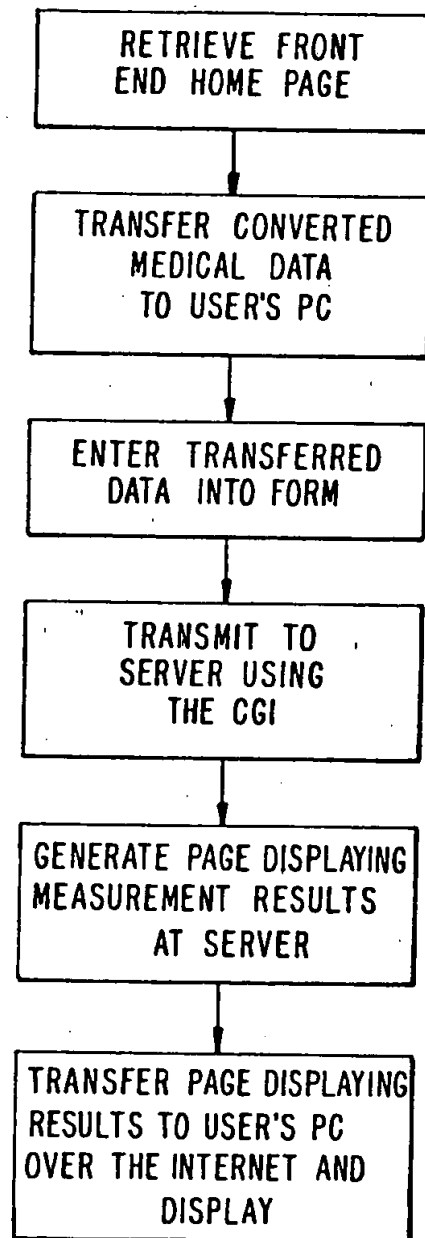 RETRIEVE FRONT
END HOME PAGE
TRANSFER CONVERTED
MEDICAL DATA
TO USER'S PC
ENTER TRANSFERRED
DATA INTO FORM
TRANSMIT TO
SERVER USING
THE CGI
GENERATE PAGE DISPLAYING
MEASUREMENT RESULTS
AT SERVER
TRANSFER PAGE DISPLAYING
RESULTS TO USER'S PC
OVER THE INTERNET AND
DISPLAY